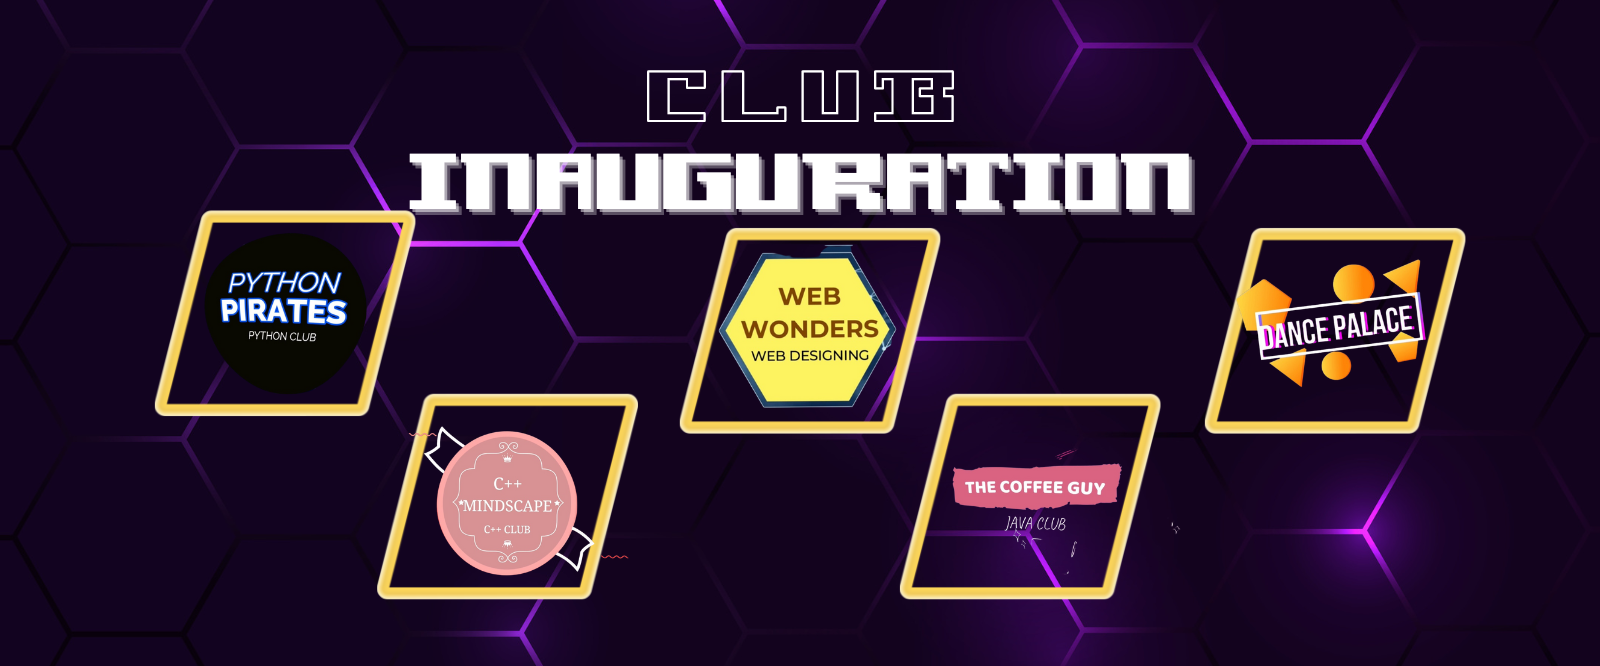 CLUB
INAUGURATION
PYTHON
PIRATES
PYTHON CLUB
WEB
WONDERS
WEB DESIGNING
DANCE PALACE
C++
MINDSCAPE
C++ CLUB
THE COFFEE GUY
JAVA CLUB